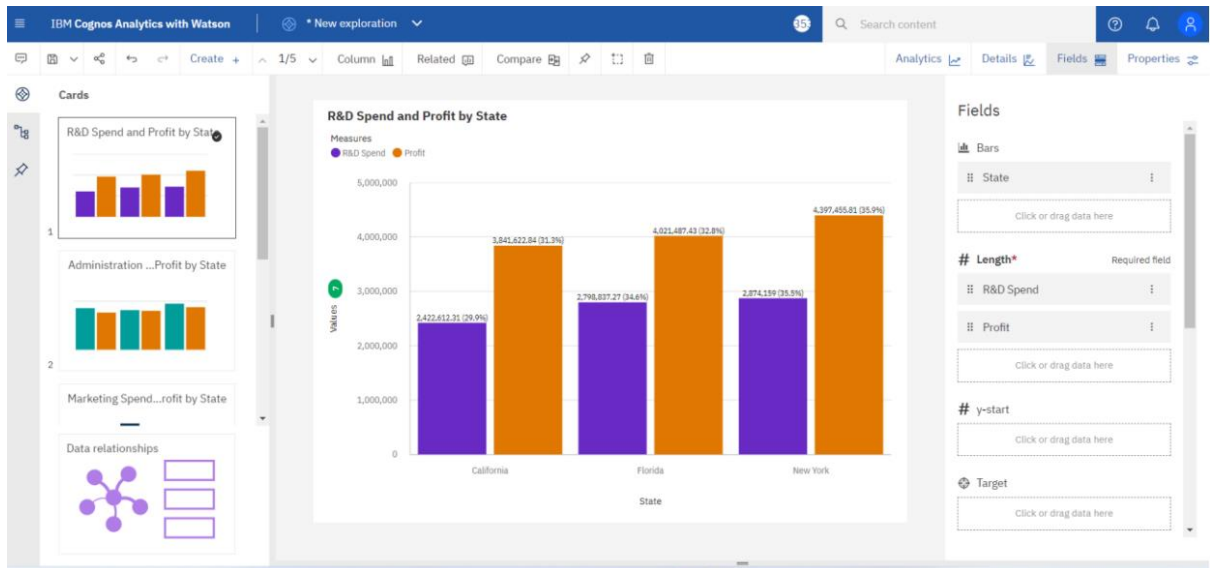 IBM Cognos Analytics with Watson
* New exploration
Search content
Create +
1/5
Column
Related
Compare
Analytics
Details
Fields
Properties
Cards
R&D Spend and Profit by State
1
Administration ...Profit by State
2
Marketing Spend...rofit by State
Data relationships
R&D Spend and Profit by State
Measures
R&D Spend
Profit
5,000,000
4,000,000
3,000,000
2,000,000
1,000,000
0
Values
7
2,422,612.31 (29.9%)
3,841,622.84 (31.3%)
2,798,837.27 (34.6%)
4,021,487.43 (32.8%)
2,874,159 (35.5%)
4,397,455.81 (35.9%)
California
Florida
New York
State
Fields
Bars
State
Click or drag data here
# Length*
Required field
R&D Spend
Profit
Click or drag data here
# y-start
Click or drag data here
Target
Click or drag data here